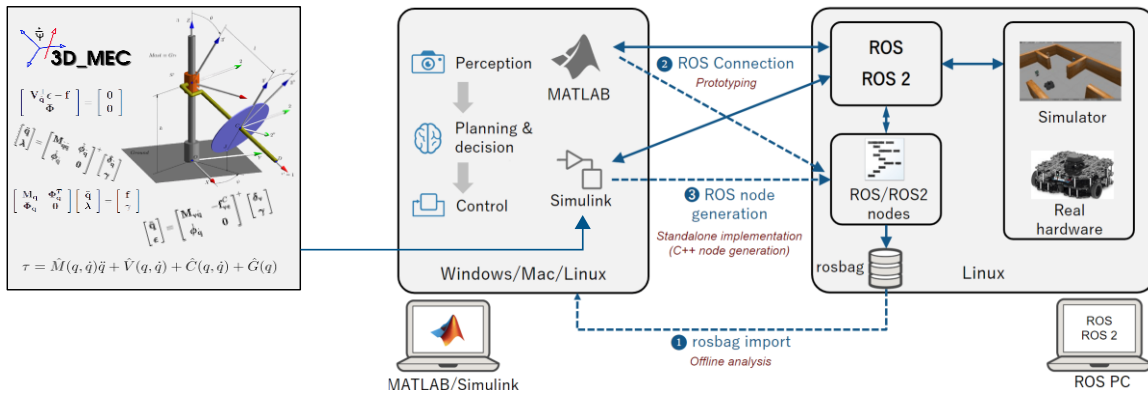 3D_MEC
τ = M̂(q, q̇)q̈ + V̂(q, q̇) + Ĉ(q, q̇) + Ĝ(q)
Perception
Planning &
decision
Control
MATLAB
Simulink
Windows/Mac/Linux
MATLAB/Simulink
2 ROS Connection
Prototyping
3 ROS node
generation
Standalone implementation
(C++ node generation)
1 rosbag import
Offline analysis
ROS
ROS 2
ROS/ROS2
nodes
rosbag
Linux
Simulator
Real
hardware
ROS
ROS 2
ROS PC